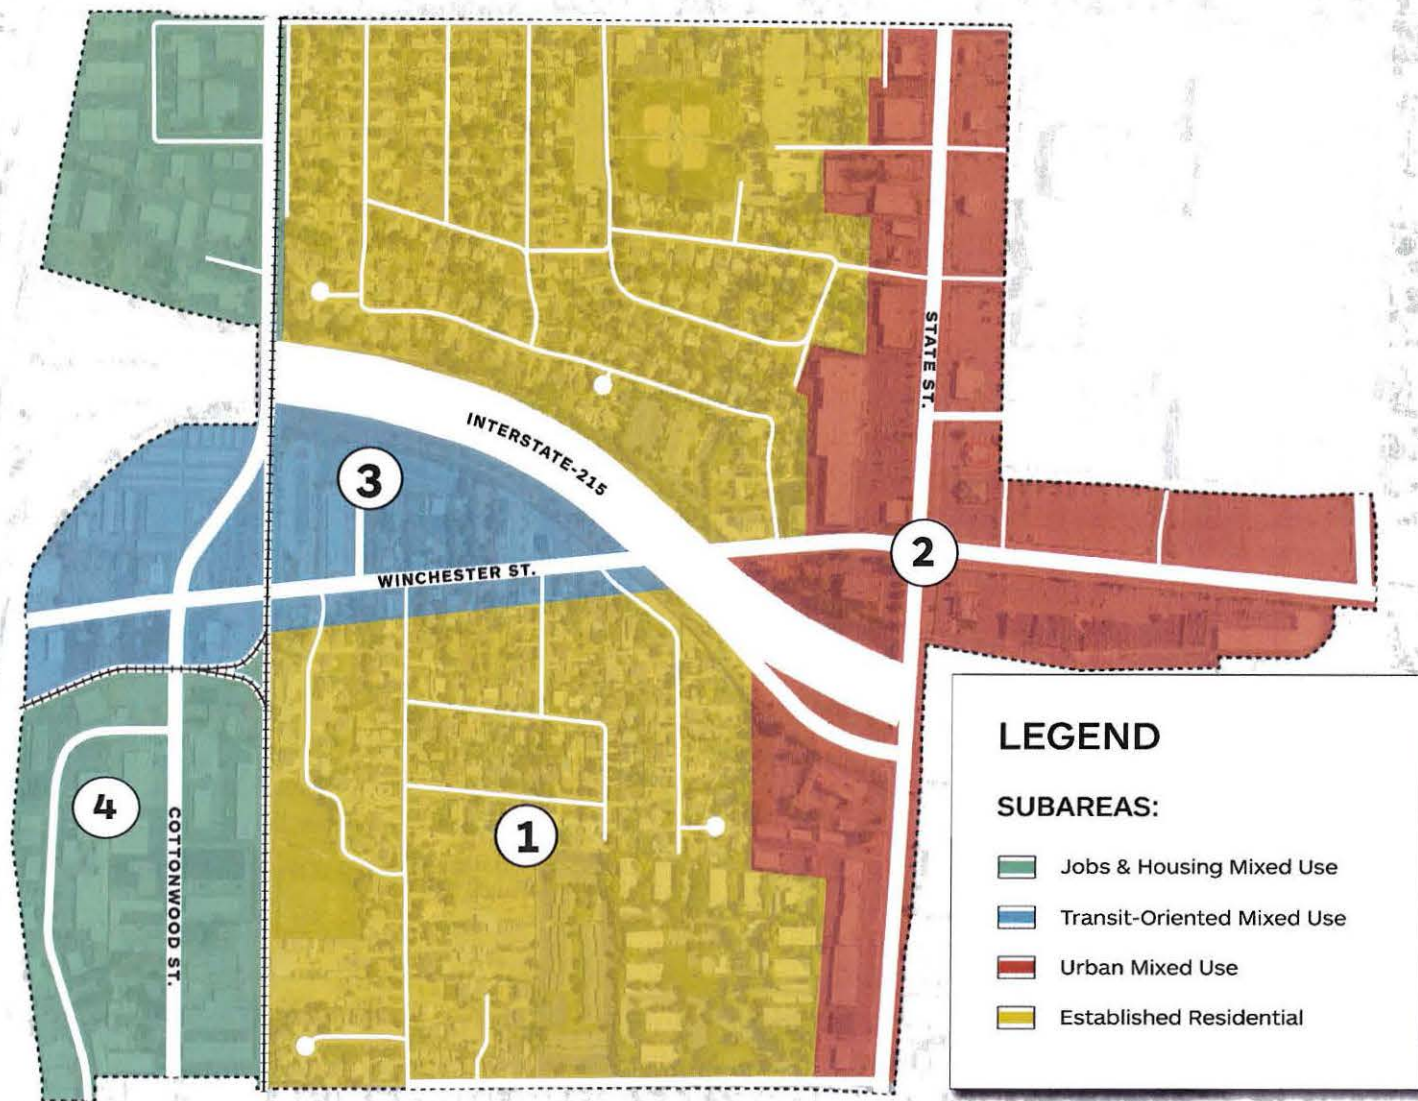 STATE ST.
INTERSTATE-215
3
2
WINCHESTER ST.
4
1
COTTONWOOD ST.
LEGEND
SUBAREAS:
Jobs & Housing Mixed Use
Transit-Oriented Mixed Use
Urban Mixed Use
Established Residential